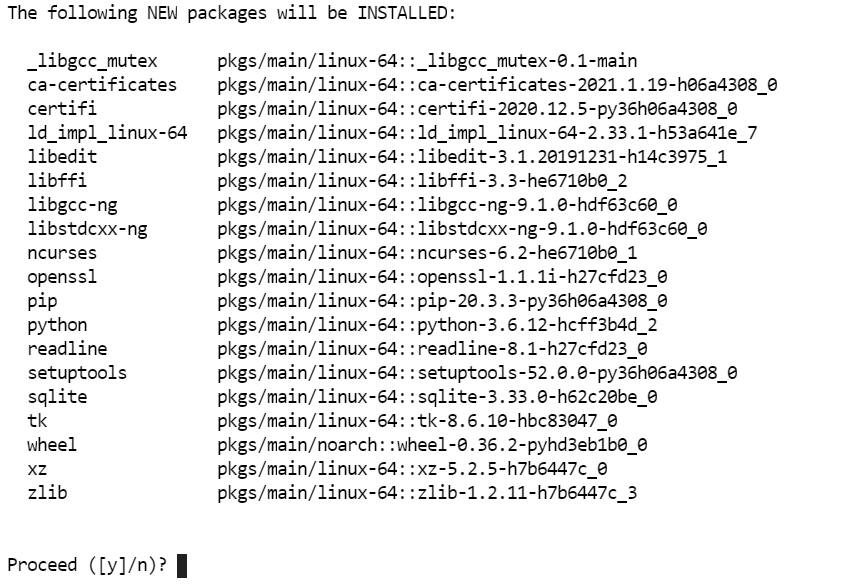 The following NEW packages will be INSTALLED:
_libgcc_mutex      pkgs/main/linux-64::_libgcc_mutex-0.1-main
ca-certificates    pkgs/main/linux-64::ca-certificates-2021.1.19-h06a4308_0
certifi            pkgs/main/linux-64::certifi-2020.12.5-py36h06a4308_0
ld_impl_linux-64   pkgs/main/linux-64::ld_impl_linux-64-2.33.1-h53a641e_7
libedit            pkgs/main/linux-64::libedit-3.1.20191231-h14c3975_1
libffi             pkgs/main/linux-64::libffi-3.3-he6710b0_2
libgcc-ng          pkgs/main/linux-64::libgcc-ng-9.1.0-hdf63c60_0
libstdcxx-ng       pkgs/main/linux-64::libstdcxx-ng-9.1.0-hdf63c60_0
ncurses            pkgs/main/linux-64::ncurses-6.2-he6710b0_1
openssl            pkgs/main/linux-64::openssl-1.1.1i-h27cfd23_0
pip                pkgs/main/linux-64::pip-20.3.3-py36h06a4308_0
python             pkgs/main/linux-64::python-3.6.12-hcff3b4d_2
readline           pkgs/main/linux-64::readline-8.1-h27cfd23_0
setuptools         pkgs/main/linux-64::setuptools-52.0.0-py36h06a4308_0
sqlite             pkgs/main/linux-64::sqlite-3.33.0-h62c20be_0
tk                 pkgs/main/linux-64::tk-8.6.10-hbc83047_0
wheel              pkgs/main/noarch::wheel-0.36.2-pyhd3eb1b0_0
xz                 pkgs/main/linux-64::xz-5.2.5-h7b6447c_0
zlib               pkgs/main/linux-64::zlib-1.2.11-h7b6447c_3
Proceed ([y]/n)?